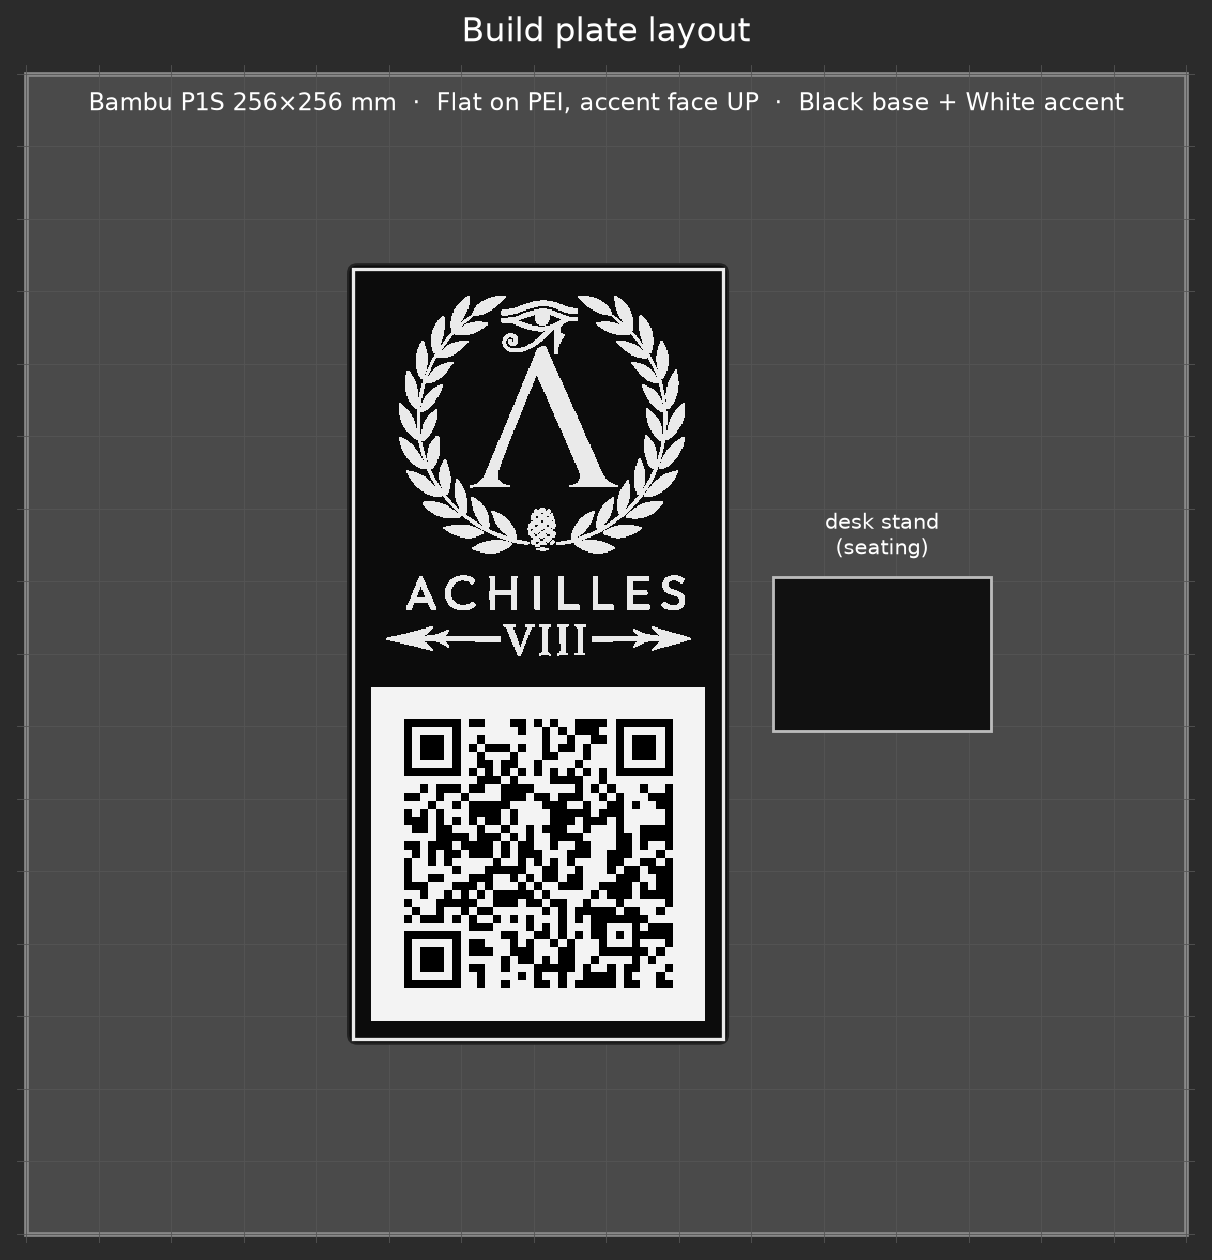 Build plate layout
Bambu P1S 256×256 mm · Flat on PEI, accent face UP · Black base + White accent
Λ
ACHILLES
VIII
desk stand
(seating)